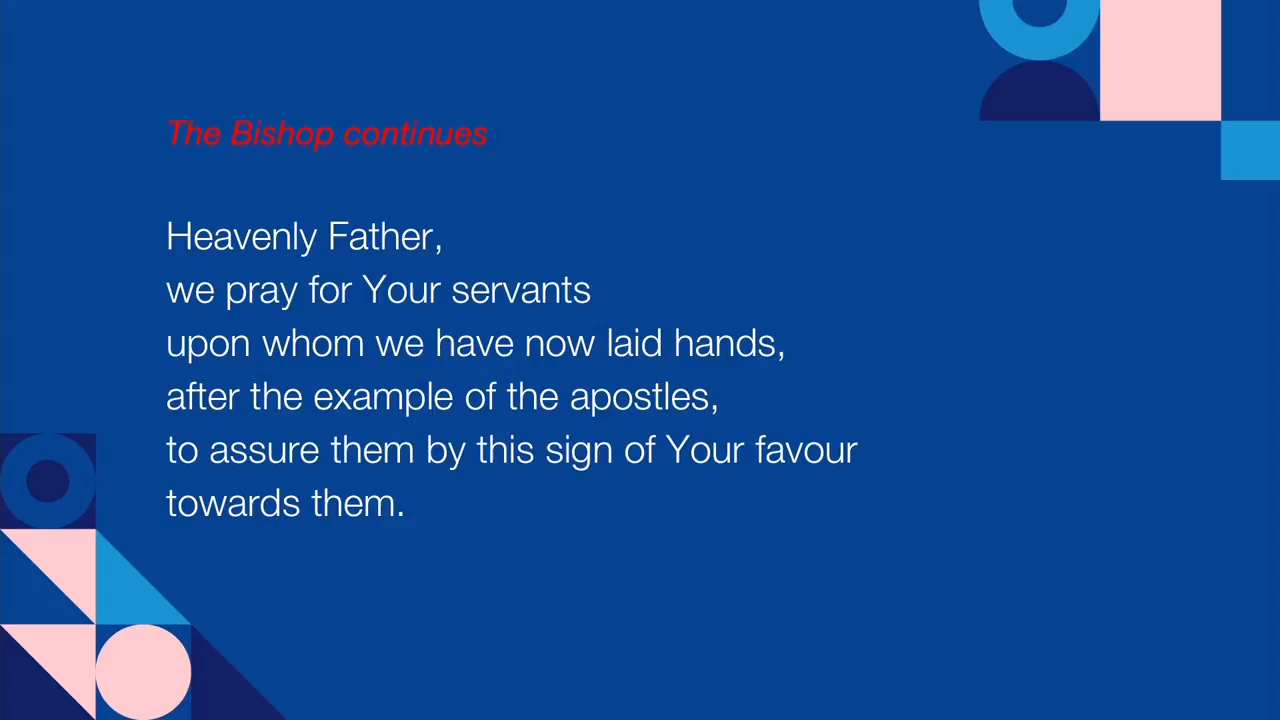 The Bishop continues
Heavenly Father,
we pray for Your servants
upon whom we have now laid hands,
after the example of the apostles,
to assure them by this sign of Your favour
towards them.